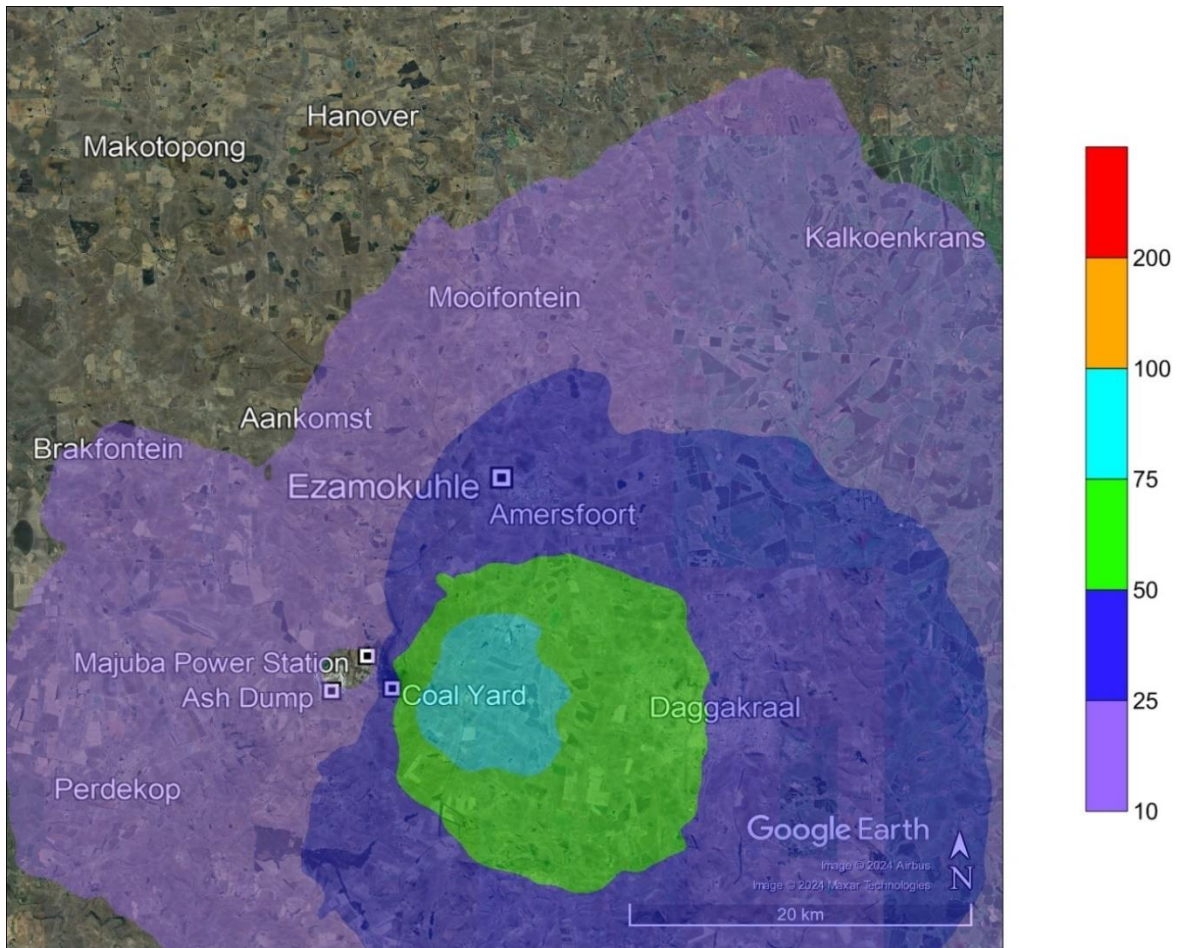 Hanover
Makotopong
Kalkoenkrans
Mooifontein
Aankomst
Brakfontein
Ezamokuhle
Amersfoort
Majuba Power Station
Ash Dump
Coal Yard
Daggakraal
Perdekop
Google Earth
Image © 2024 Airbus
Image © 2024 Maxar Technologies
N
20 km
200
100
75
50
25
10